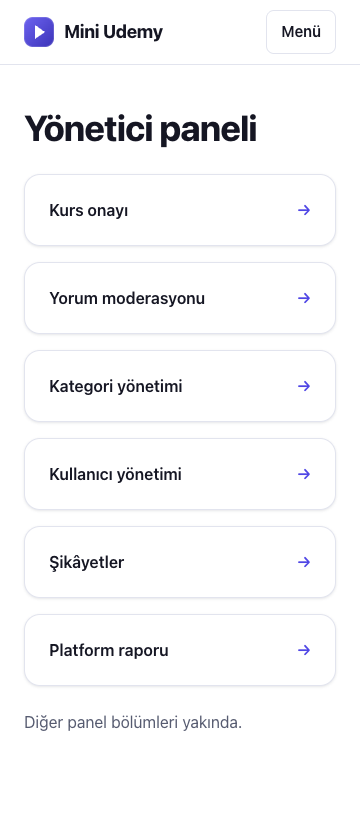 Mini Udemy
Menü
Yönetici paneli
Kurs onayı
Yorum moderasyonu
Kategori yönetimi
Kullanıcı yönetimi
Şikâyetler
Platform raporu
Diğer panel bölümleri yakında.